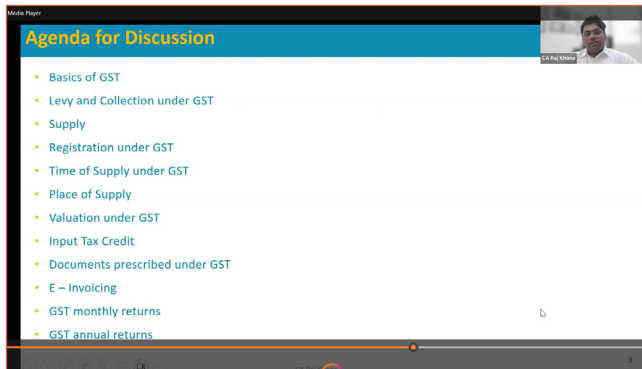 Media Player
Agenda for Discussion
CA Raj Khona
• Basics of GST
• Levy and Collection under GST
• Supply
• Registration under GST
• Time of Supply under GST
• Place of Supply
• Valuation under GST
• Input Tax Credit
• Documents prescribed under GST
• E – Invoicing
• GST monthly returns
• GST annual returns
3